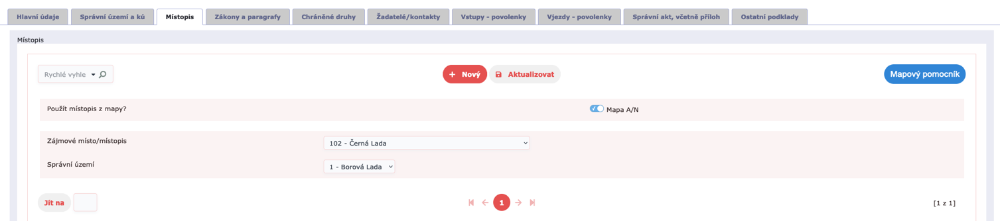 Hlavní údaje Správní území a kú Místopis Zákony a paragrafy Chráněné druhy Žadatelé/kontakty Vstupy - povolenky Vjezdy - povolenky Správní akt, včetně příloh Ostatní podklady
Místopis
Rychlé vyhle + Nový Aktualizovat Mapový pomocník
Použít místopis z mapy? Mapa A/N
Zájmové místo/místopis 102 - Černá Lada
Správní území 1 - Borová Lada
Jít na 1 [1 z 1]